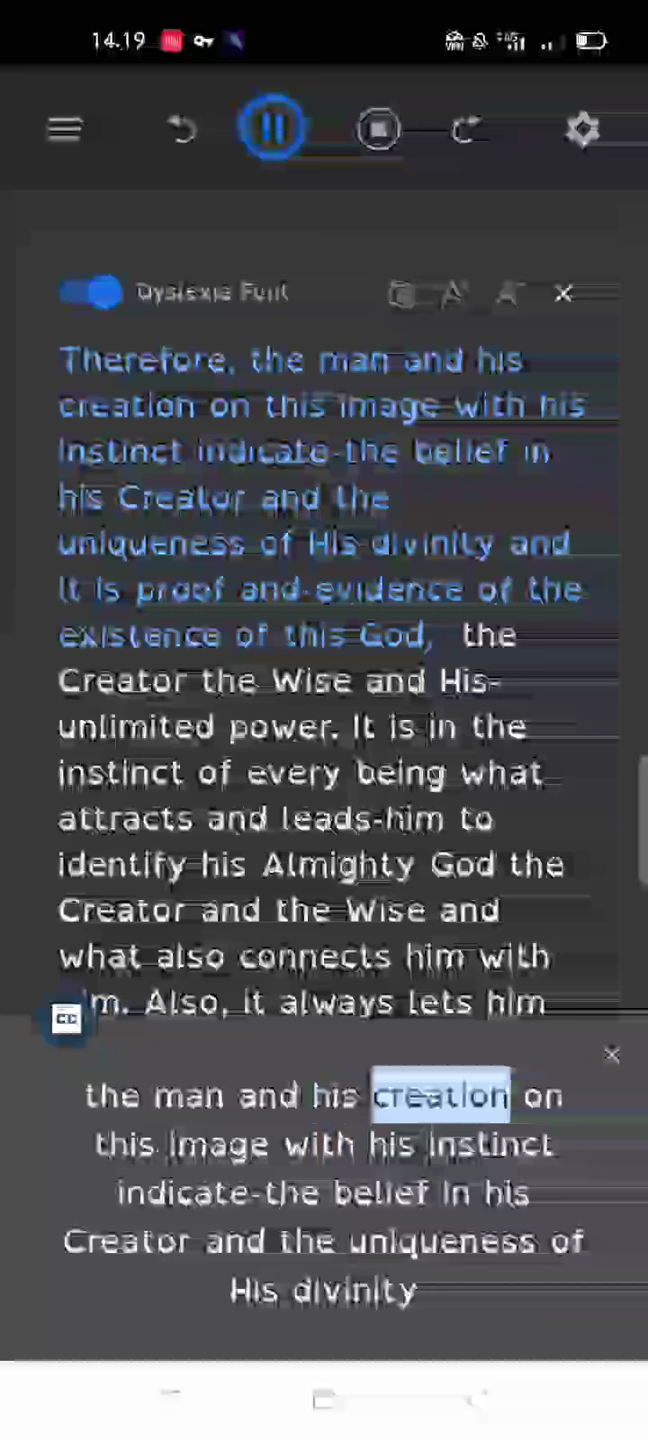 14.19
Dyslexia Font
Therefore, the man and his
creation on this image with his
instinct indicate-the belief in
his Creator and the
uniqueness of His divinity and
it is proof and evidence of the
existence of this God, the
Creator the Wise and His
unlimited power. It is in the
instinct of every being what
attracts and leads him to
identify his Almighty God the
Creator and the Wise and
what also connects him with
im. Also, it always lets him
CC
the man and his creation on
this image with his instinct
indicate-the belief in his
Creator and the uniqueness of
His divinity